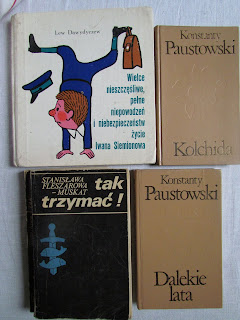 Lew Dawydyczew
Wielce
nieszczęśliwe,
pełne
niepowodzeń
i niebezpieczeństw
życie
Iwana Siemionowa
Konstanty
Paustowski
Kolchida
STANISŁAWA
FLESZAROWA
-MUSKAT
tak
trzymać!
Konstanty
Paustowski
Dalekie
lata